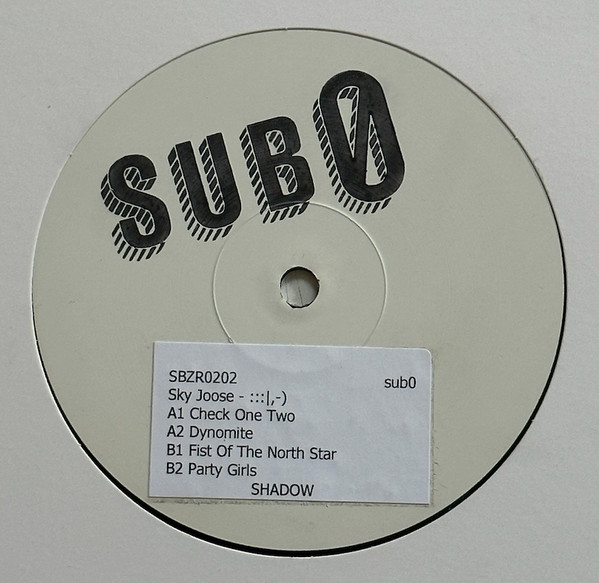 SUB0
SBZR0202 sub0
Sky Joose - :::|,-)
A1 Check One Two
A2 Dynomite
B1 Fist Of The North Star
B2 Party Girls
SHADOW